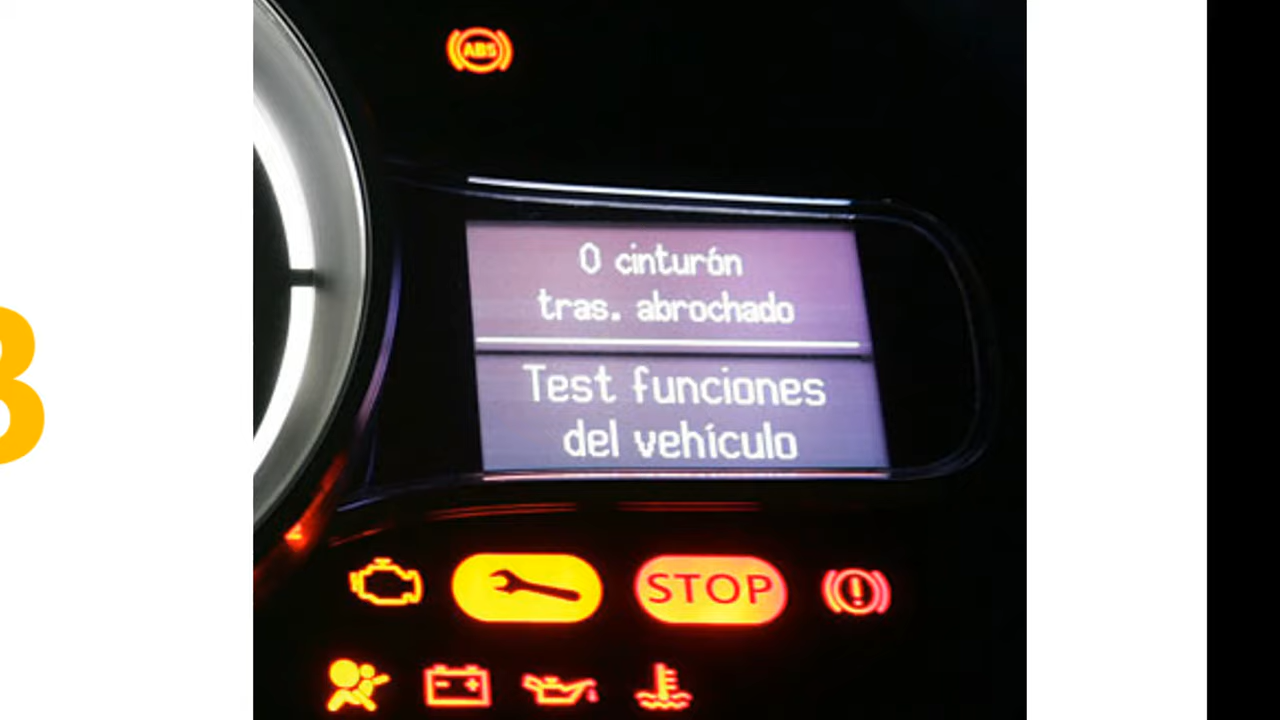 ABS
0 cinturón
tras. abrochado
Test funciones
del vehículo
STOP